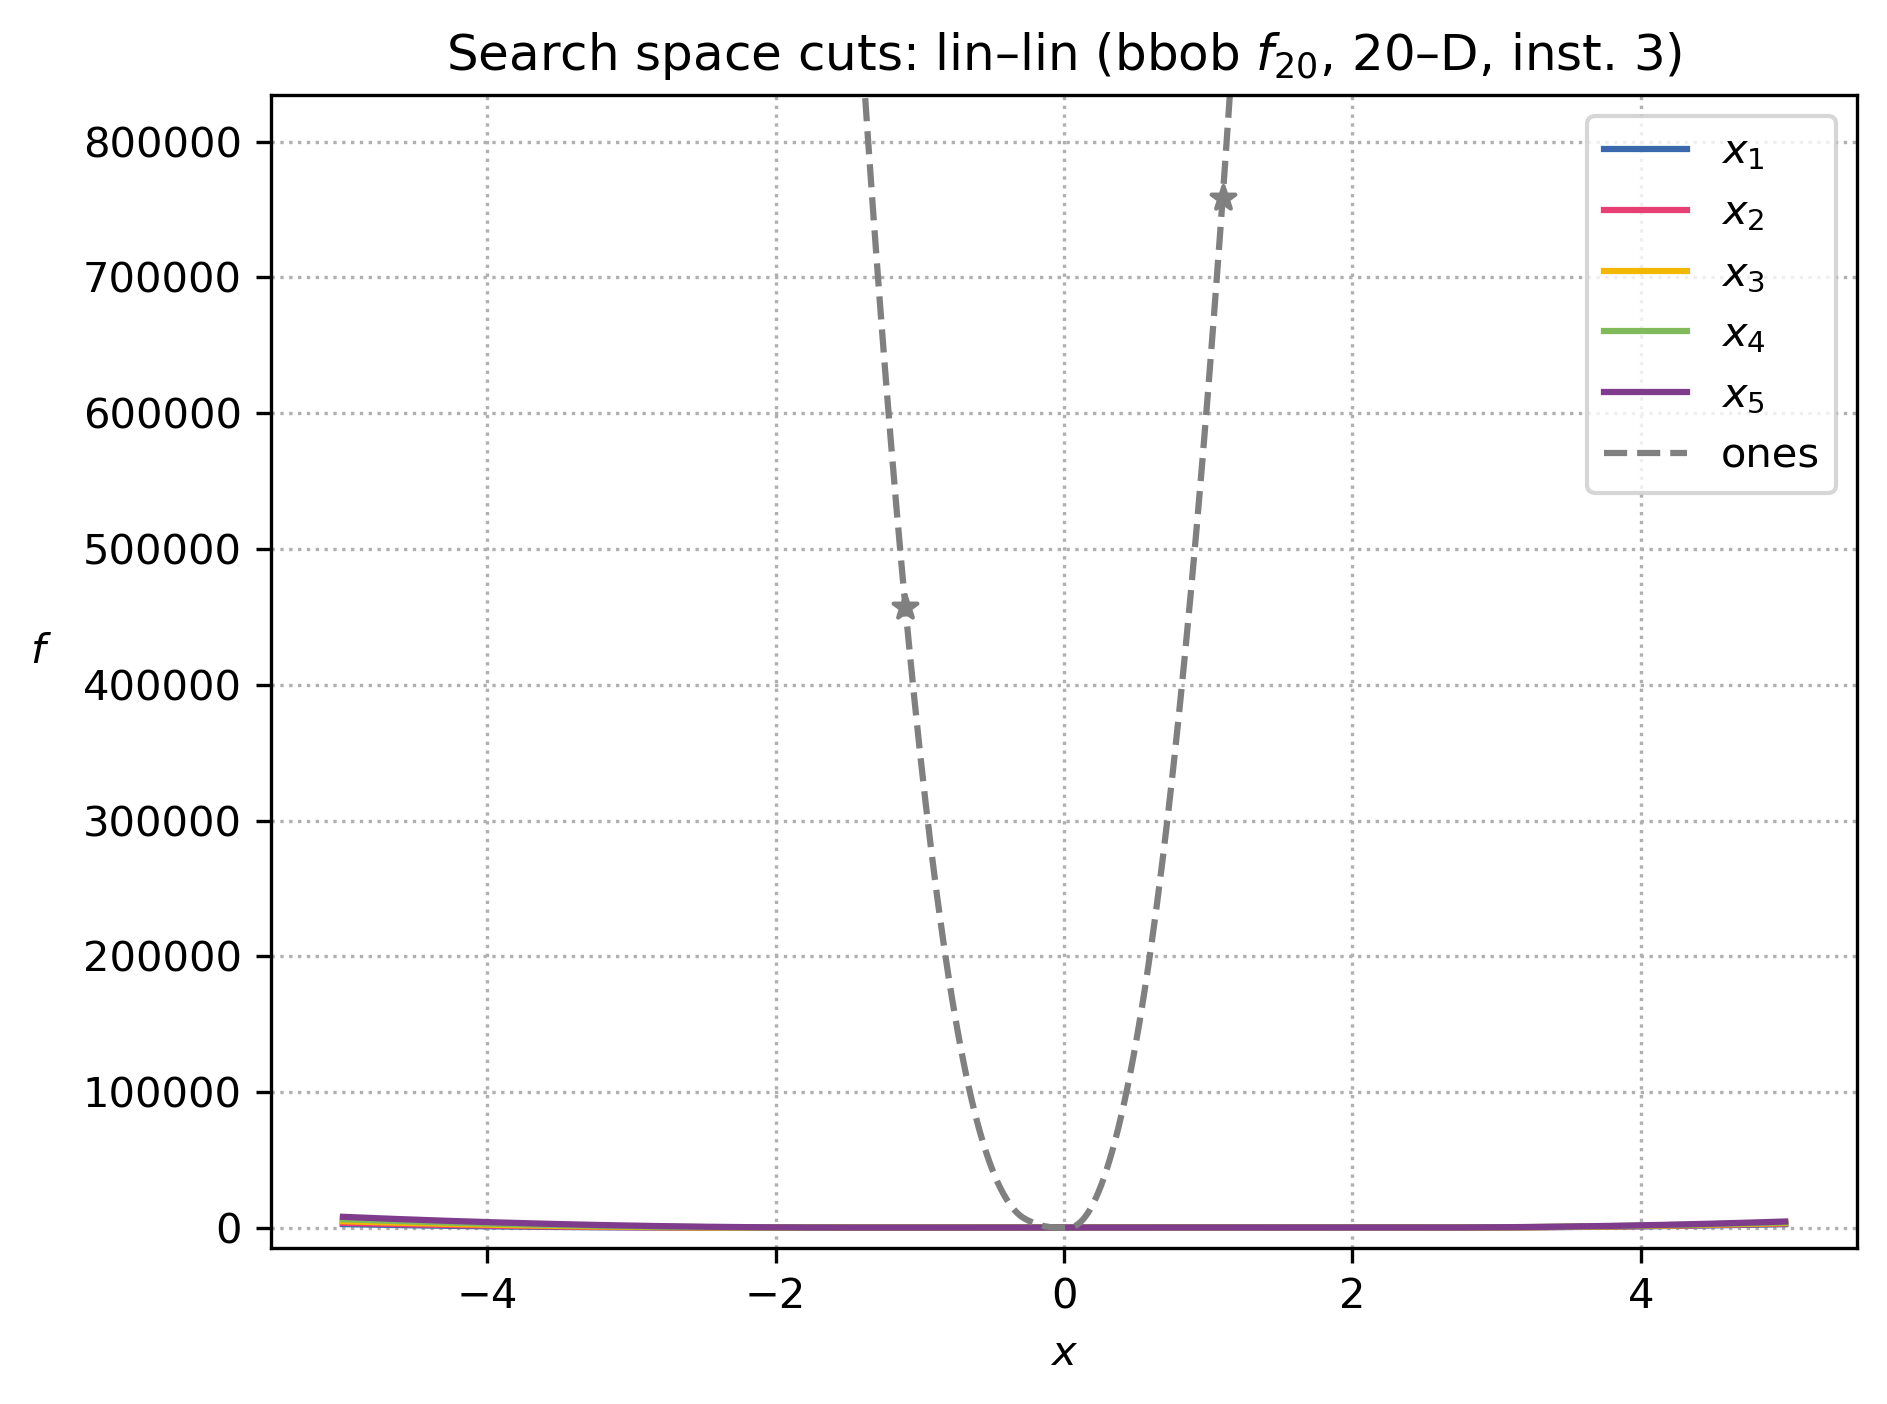 Search space cuts: lin–lin (bbob f₂₀, 20–D, inst. 3)
800000
700000
600000
500000
400000
300000
200000
100000
0
f
−4
−2
0
2
4
x
x₁
x₂
x₃
x₄
x₅
ones